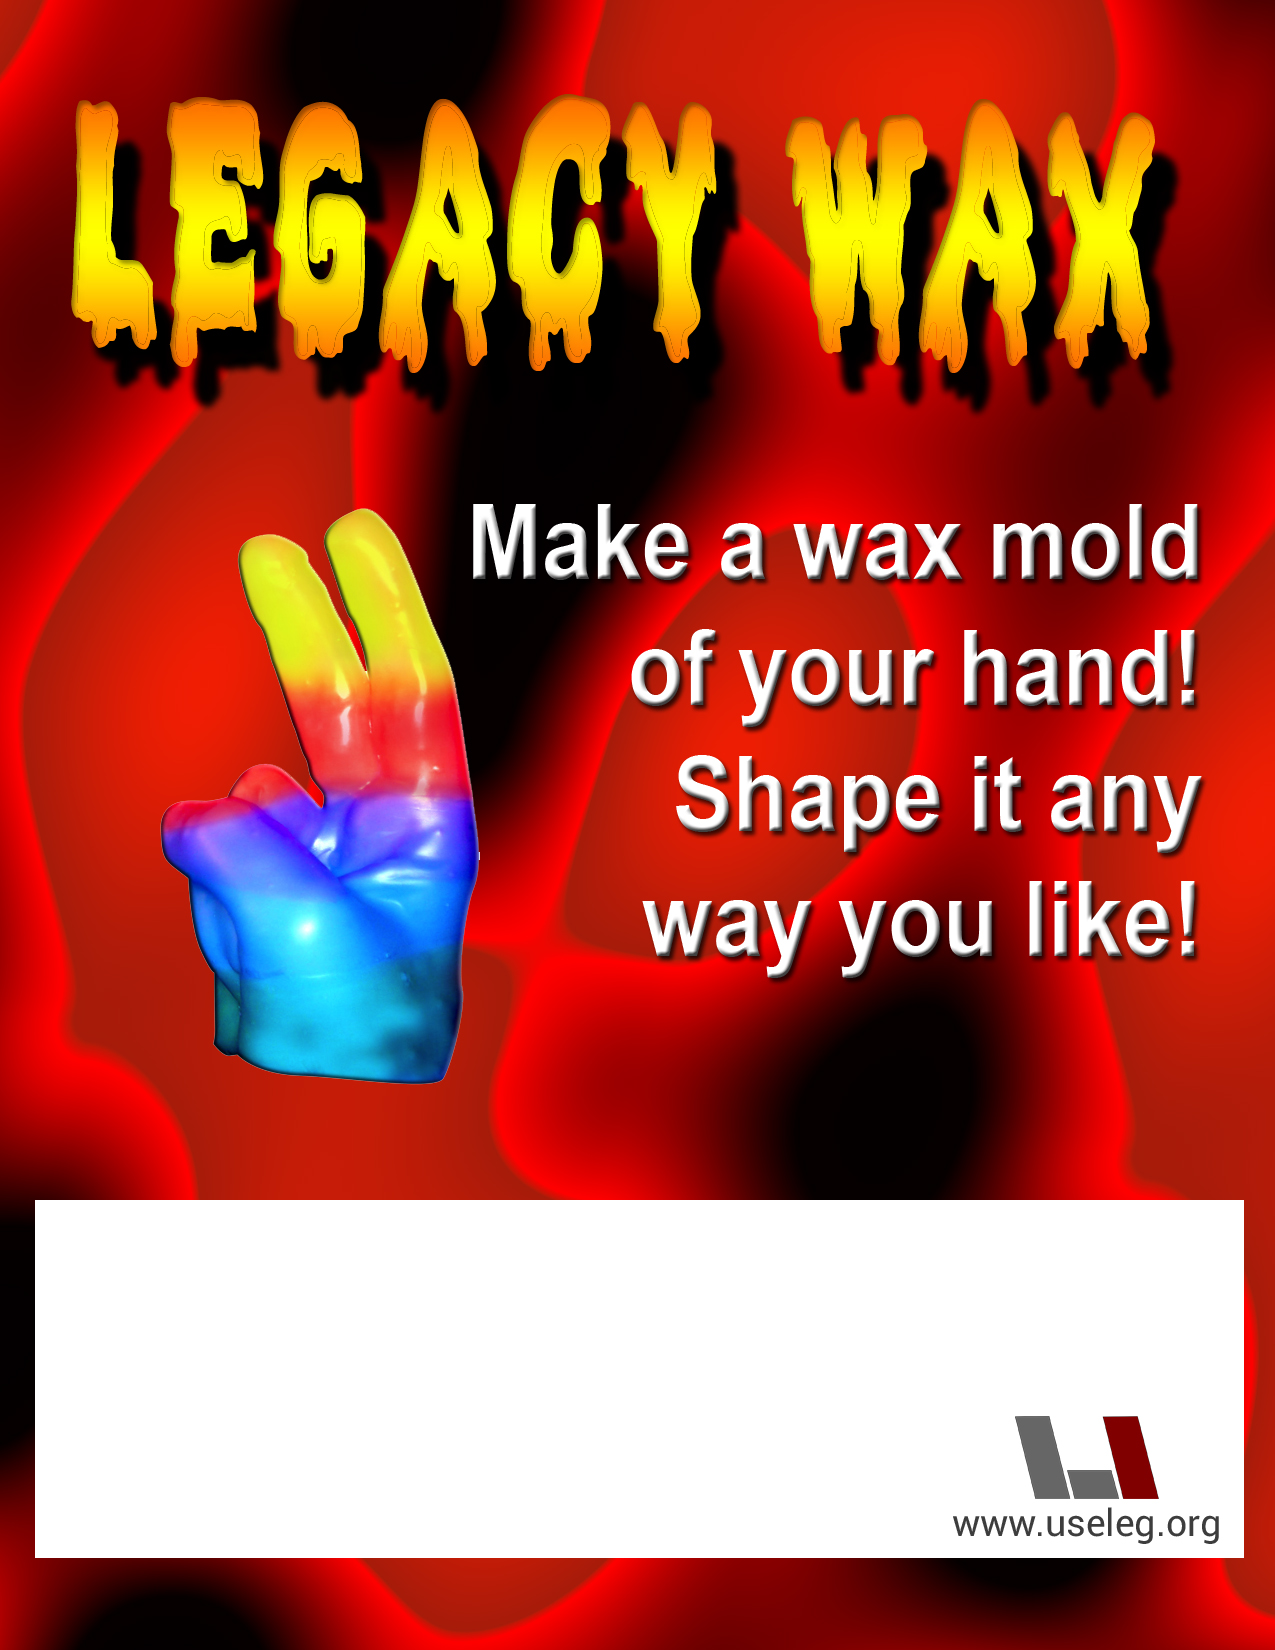 LEGACY WAX
Make a wax mold
of your hand!
Shape it any
way you like!
www.useleg.org